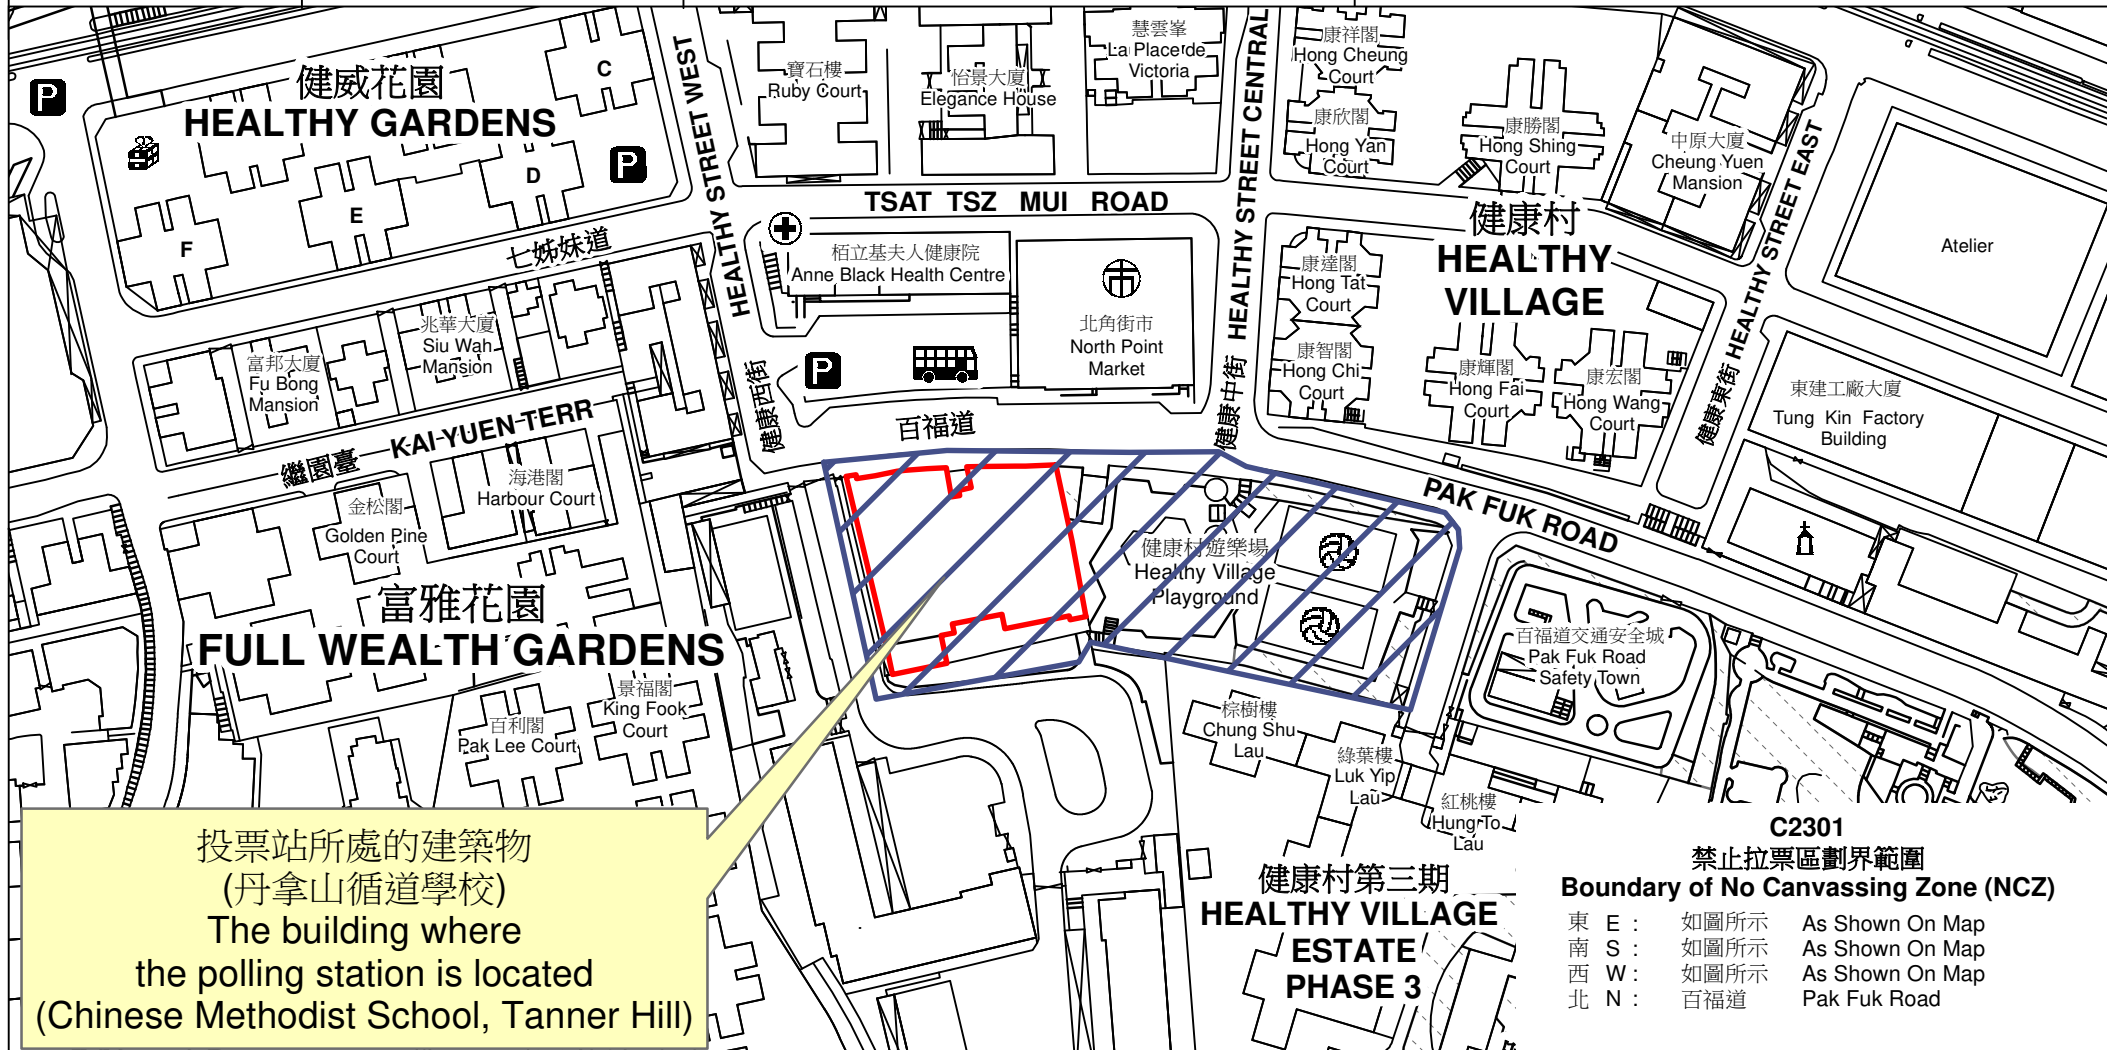 健威花園
HEALTHY GARDENS
C
D
E
F
P
P
七姊妹道
HEALTHY STREET WEST
寶石樓
Ruby Court
怡景大廈
Elegance House
慧雲峯
La Place de
Victoria
HEALTHY STREET CENTRAL
康祥閣
Hong Cheung
Court
康欣閣
Hong Yan
Court
康勝閣
Hong Shing
Court
中原大廈
Cheung Yuen
Mansion
HEALTHY STREET EAST
Atelier
TSAT TSZ MUI ROAD
栢立基夫人健康院
Anne Black Health Centre
北角街市
North Point
Market
P
健康村
HEALTHY
VILLAGE
康達閣
Hong Tat
Court
康智閣
Hong Chi
Court
康輝閣
Hong Fai
Court
康宏閣
Hong Wang
Court
健康東街
東建工廠大廈
Tung Kin Factory
Building
兆華大廈
Siu Wah
Mansion
富邦大廈
Fu Bong
Mansion
繼園臺 KAI YUEN TERR
健康西街
百福道
健康中街
PAK FUK ROAD
金松閣
Golden Pine
Court
海港閣
Harbour Court
富雅花園
FULL WEALTH GARDENS
百利閣
Pak Lee Court
景福閣
King Fook
Court
健康村遊樂場
Healthy Village
Playground
百福道交通安全城
Pak Fuk Road
Safety Town
棕樹樓
Chung Shu
Lau
綠葉樓
Luk Yip
Lau
紅桃樓
Hung To
Lau
健康村第三期
HEALTHY VILLAGE
ESTATE
PHASE 3
投票站所處的建築物
(丹拿山循道學校)
The building where
the polling station is located
(Chinese Methodist School, Tanner Hill)
C2301
禁止拉票區劃界範圍
Boundary of No Canvassing Zone (NCZ)
東 E : 如圖所示 As Shown On Map
南 S : 如圖所示 As Shown On Map
西 W : 如圖所示 As Shown On Map
北 N : 百福道 Pak Fuk Road